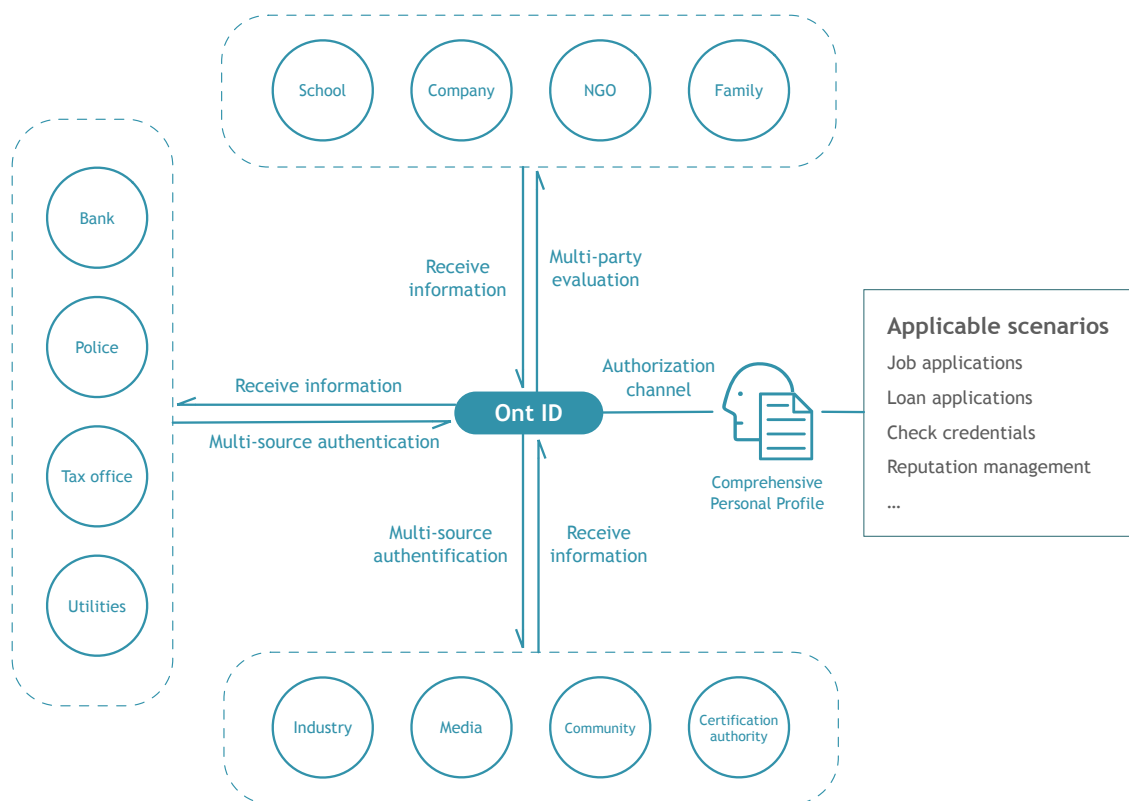 School
Company
NGO
Family
Bank
Police
Tax office
Utilities
Receive
information
Multi-party
evaluation
Receive information
Multi-source authentication
Ont ID
Authorization
channel
Comprehensive
Personal Profile
Applicable scenarios
Job applications
Loan applications
Check credentials
Reputation management
...
Multi-source
authentification
Receive
information
Industry
Media
Community
Certification
authority